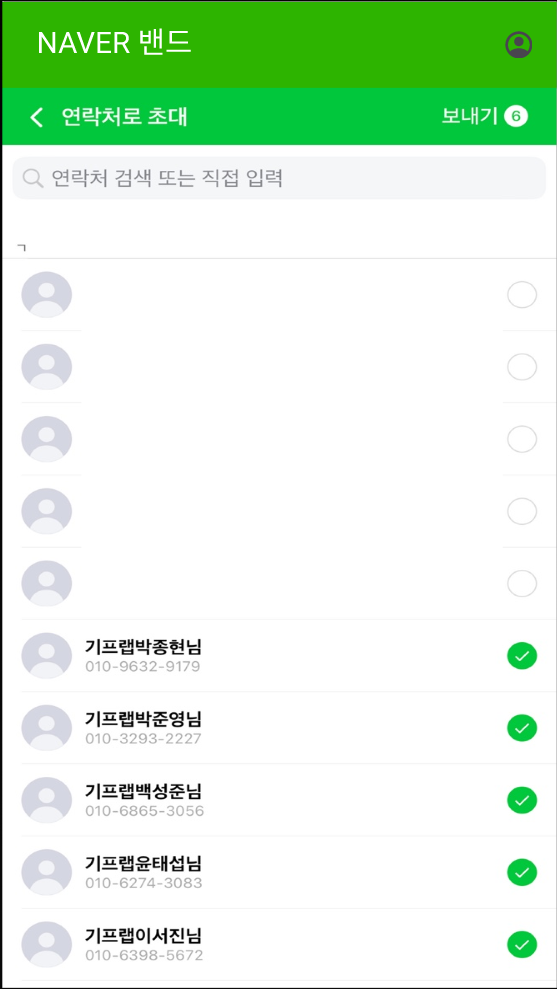 NAVER 밴드
연락처로 초대
보내기 6
연락처 검색 또는 직접 입력
ㄱ
기프랩박종현님
010-9632-9179
기프랩박준영님
010-3293-2227
기프랩백성준님
010-6865-3056
기프랩윤태섭님
010-6274-3083
기프랩이서진님
010-6398-5672